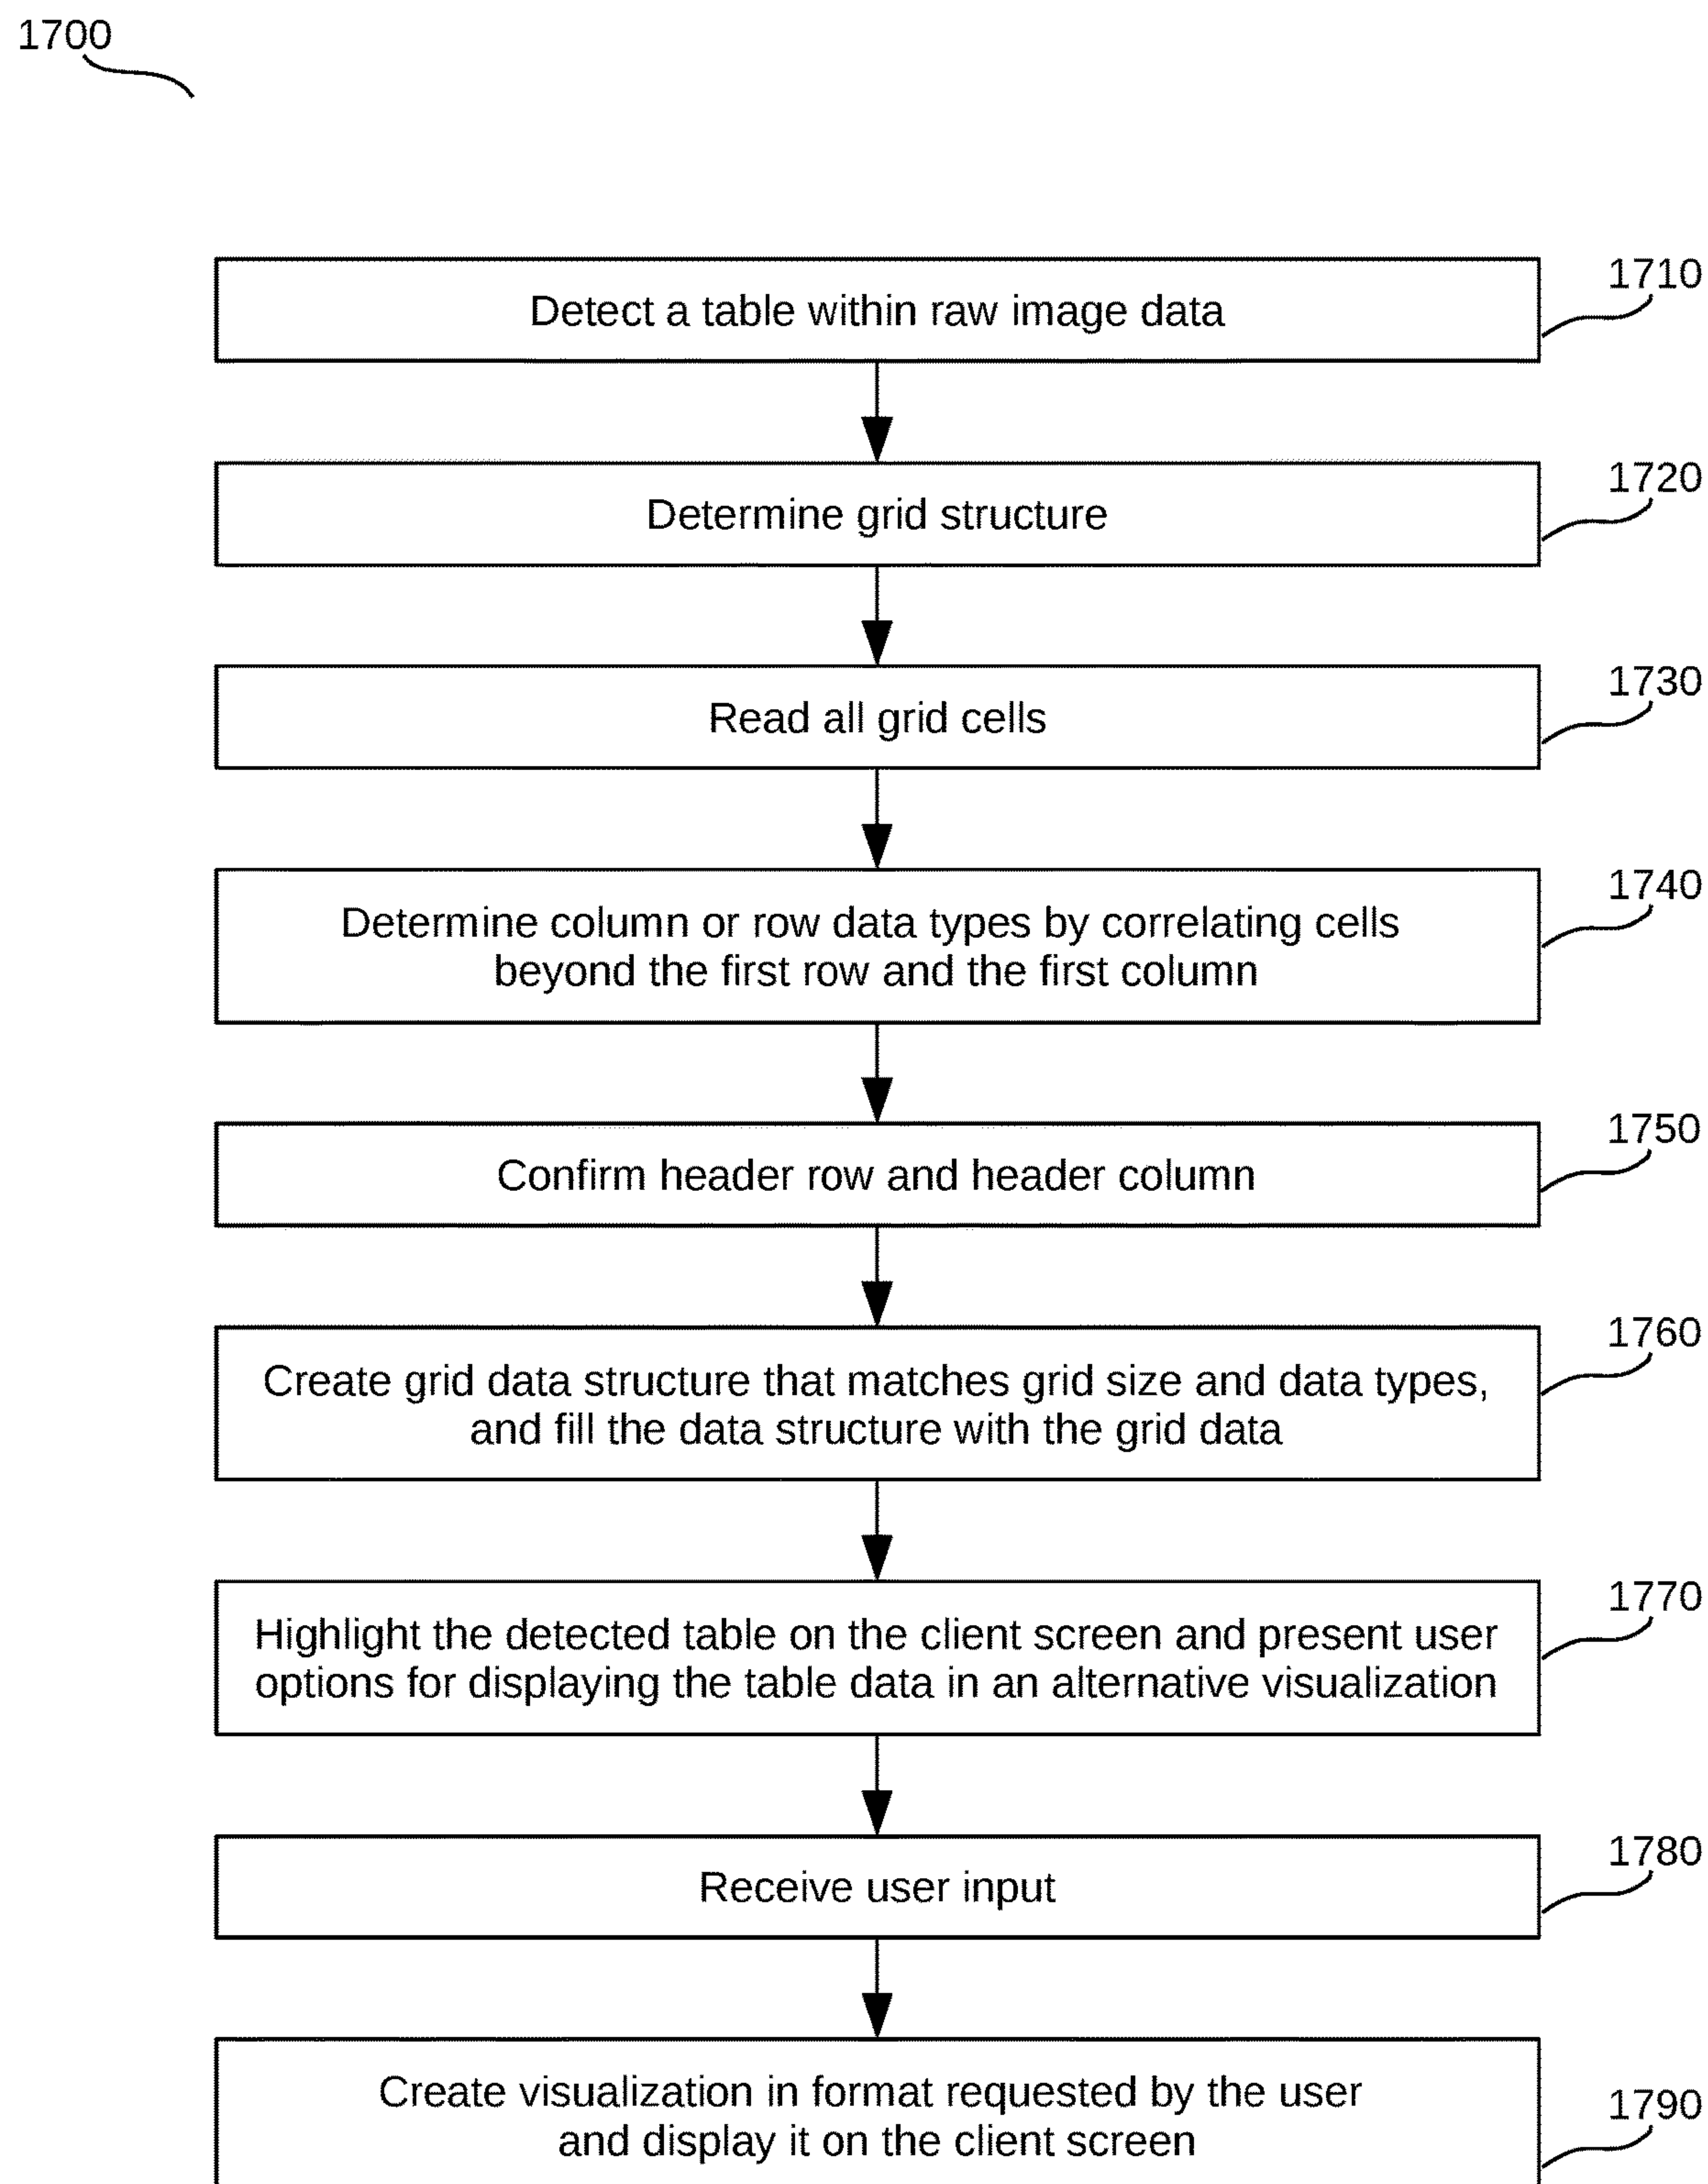 1700
Detect a table within raw image data
1710
Determine grid structure
1720
Read all grid cells
1730
Determine column or row data types by correlating cells
beyond the first row and the first column
1740
Confirm header row and header column
1750
Create grid data structure that matches grid size and data types,
and fill the data structure with the grid data
1760
Highlight the detected table on the client screen and present user
options for displaying the table data in an alternative visualization
1770
Receive user input
1780
Create visualization in format requested by the user
and display it on the client screen
1790